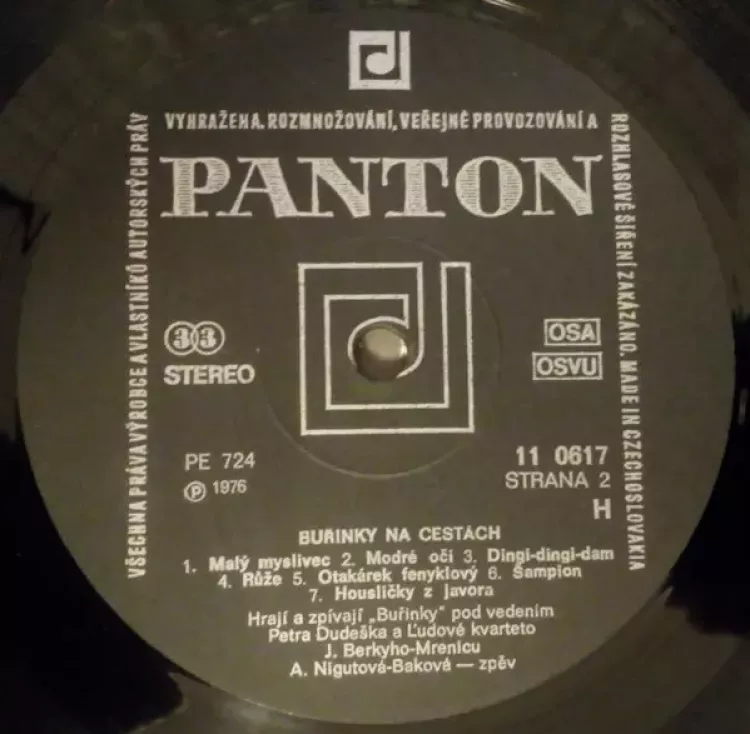 VŠECHNA PRÁVA VÝROBCE A VLASTNÍKŮ AUTORSKÝCH PRÁV
VYHRAŽENA. ROZMNOŽOVÁNÍ, VEŘEJNÉ PROVOZOVÁNÍ A
ROZHLASOVÉ ŠÍŘENÍ ZAKÁZÁNO. MADE IN CZECHOSLOVAKIA
PANTON
33
STEREO
OSA
OSVU
PE 724
Ⓟ 1976
11 0617
STRANA 2
H
BUŘINKY NA CESTÁCH
1. Malý myslivec 2. Modré oči 3. Dingi-dingi-dam
4. Růže 5. Otakárek fenyklový 6. Šampion
7. Housličky z javora
Hrají a zpívají „Buřinky" pod vedením
Petra Dudeška a Ľudové kvarteto
J. Berkyho-Mrenicu
A. Nigutová-Baková — zpěv